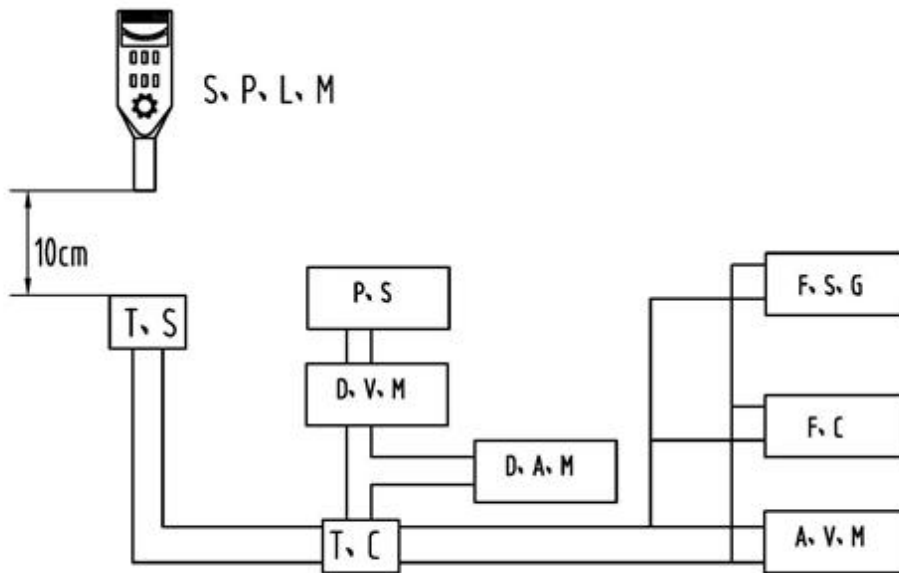 S、P、L、M
10cm
T、S
P、S
D、V、M
D、A、M
T、C
F、S、G
F、C
A、V、M